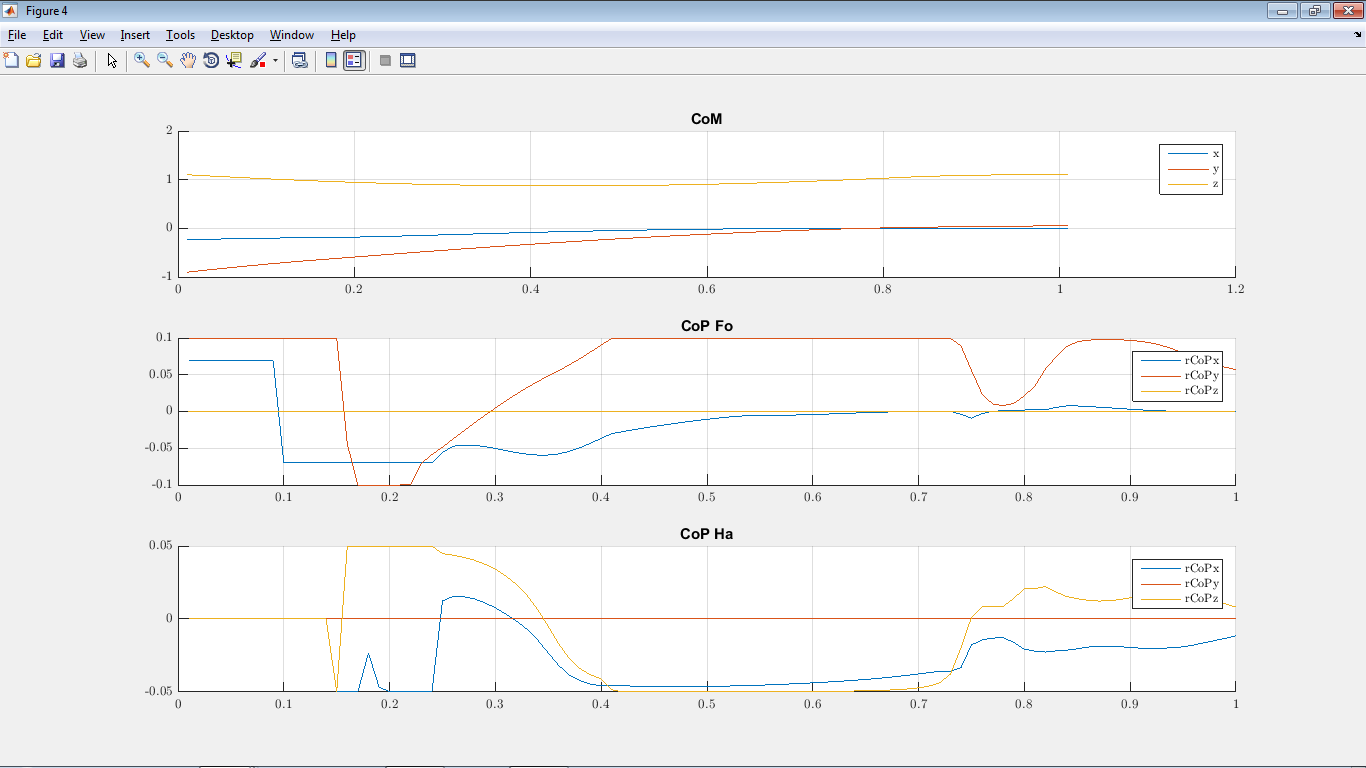 Figure 4
File Edit View Insert Tools Desktop Window Help
CoM
2
1
0
-1
x
y
z
0 0.2 0.4 0.6 0.8 1 1.2
CoP Fo
0.1
0.05
0
-0.05
-0.1
rCoPx
rCoPy
rCoPz
0 0.1 0.2 0.3 0.4 0.5 0.6 0.7 0.8 0.9 1
CoP Ha
0.05
0
-0.05
rCoPx
rCoPy
rCoPz
0 0.1 0.2 0.3 0.4 0.5 0.6 0.7 0.8 0.9 1